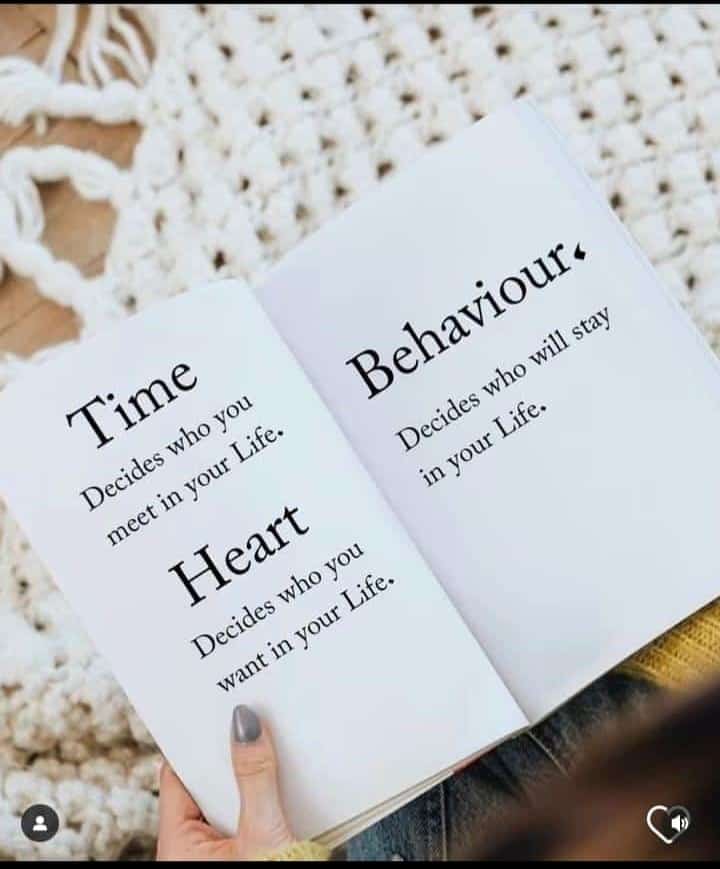 Time
Decides who you
meet in your Life.
Heart
Decides who you
want in your Life.
Behaviour.
Decides who will stay
in your Life.